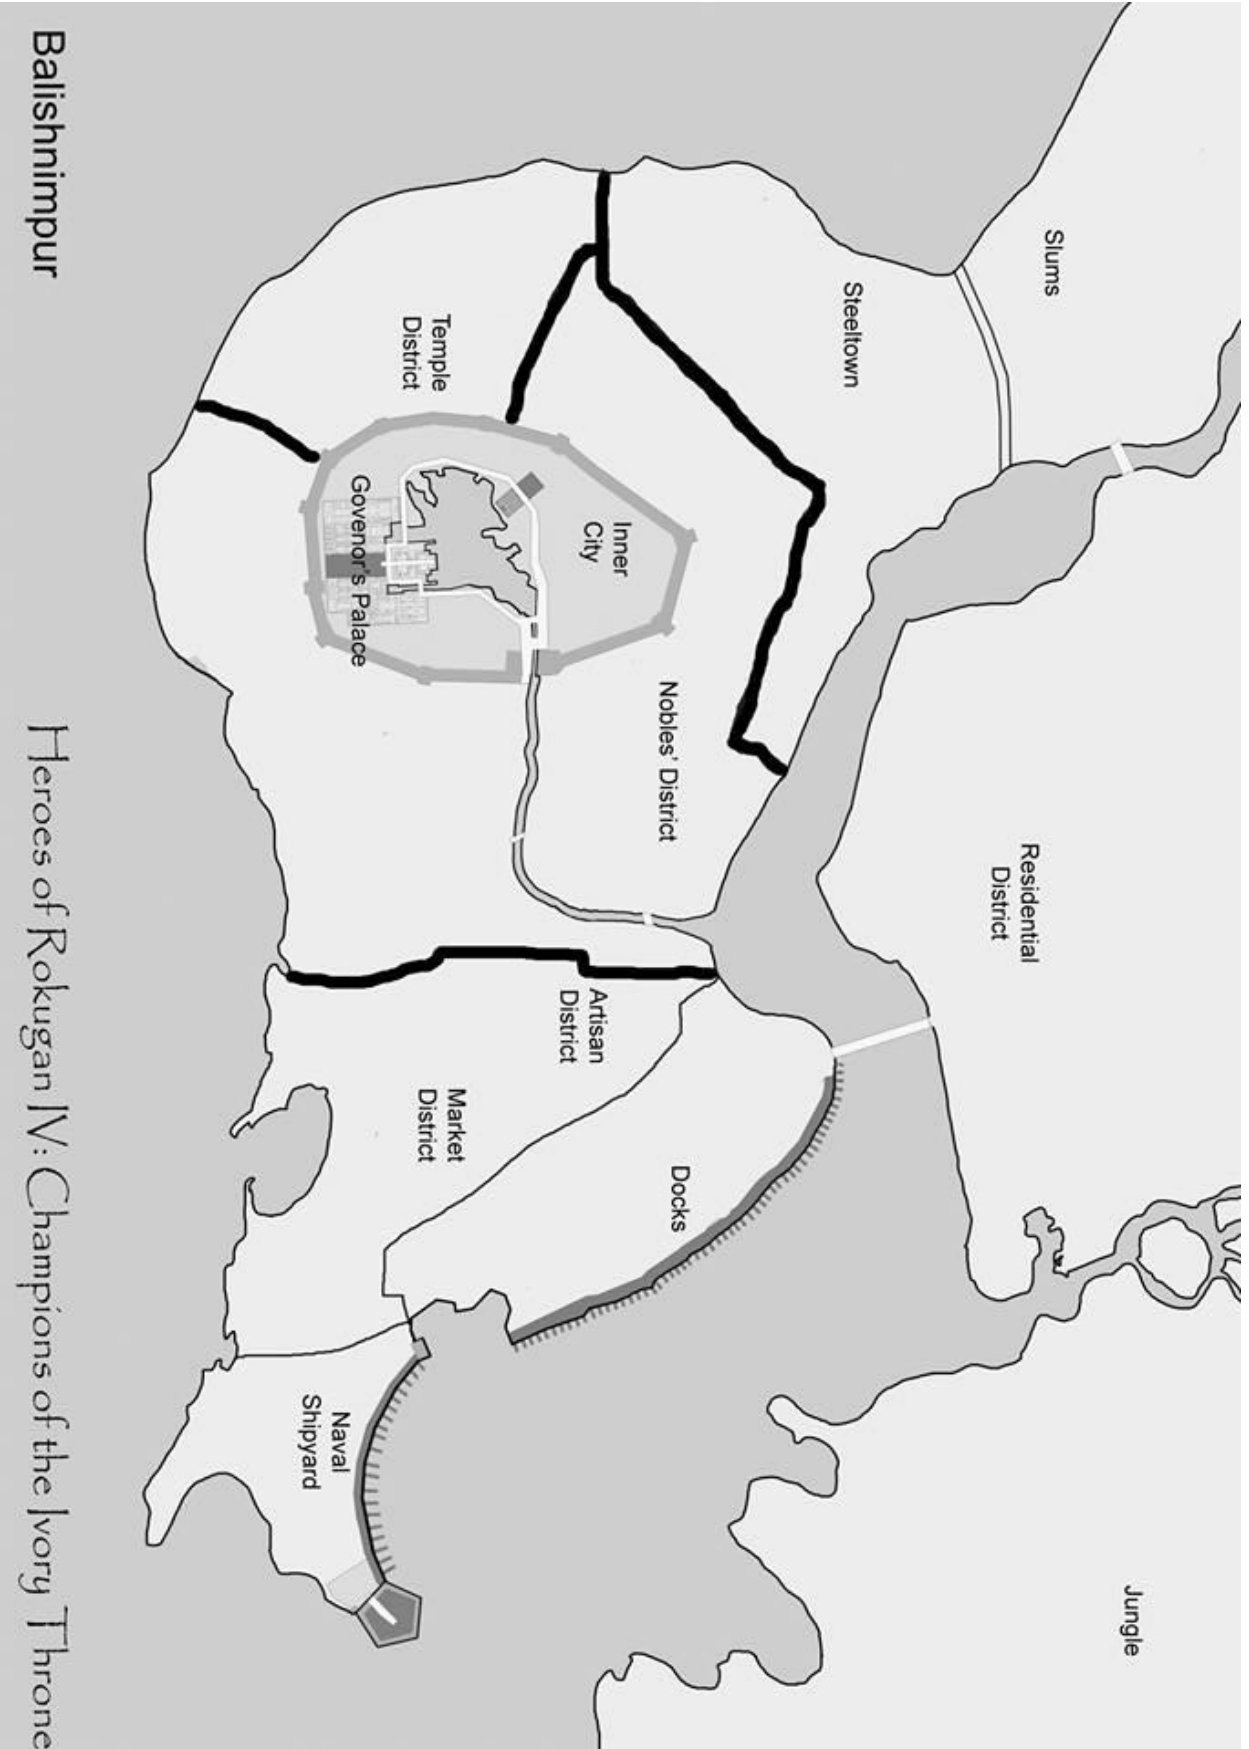 Slums
Jungle
Residential
District
Steeltown
Nobles' District
Docks
Inner
City
Artisan
District
Temple
District
Market
District
Govenor's Palace
Naval
Shipyard
Balishnimpur
Heroes of Rokugan IV: Champions of the Ivory Throne